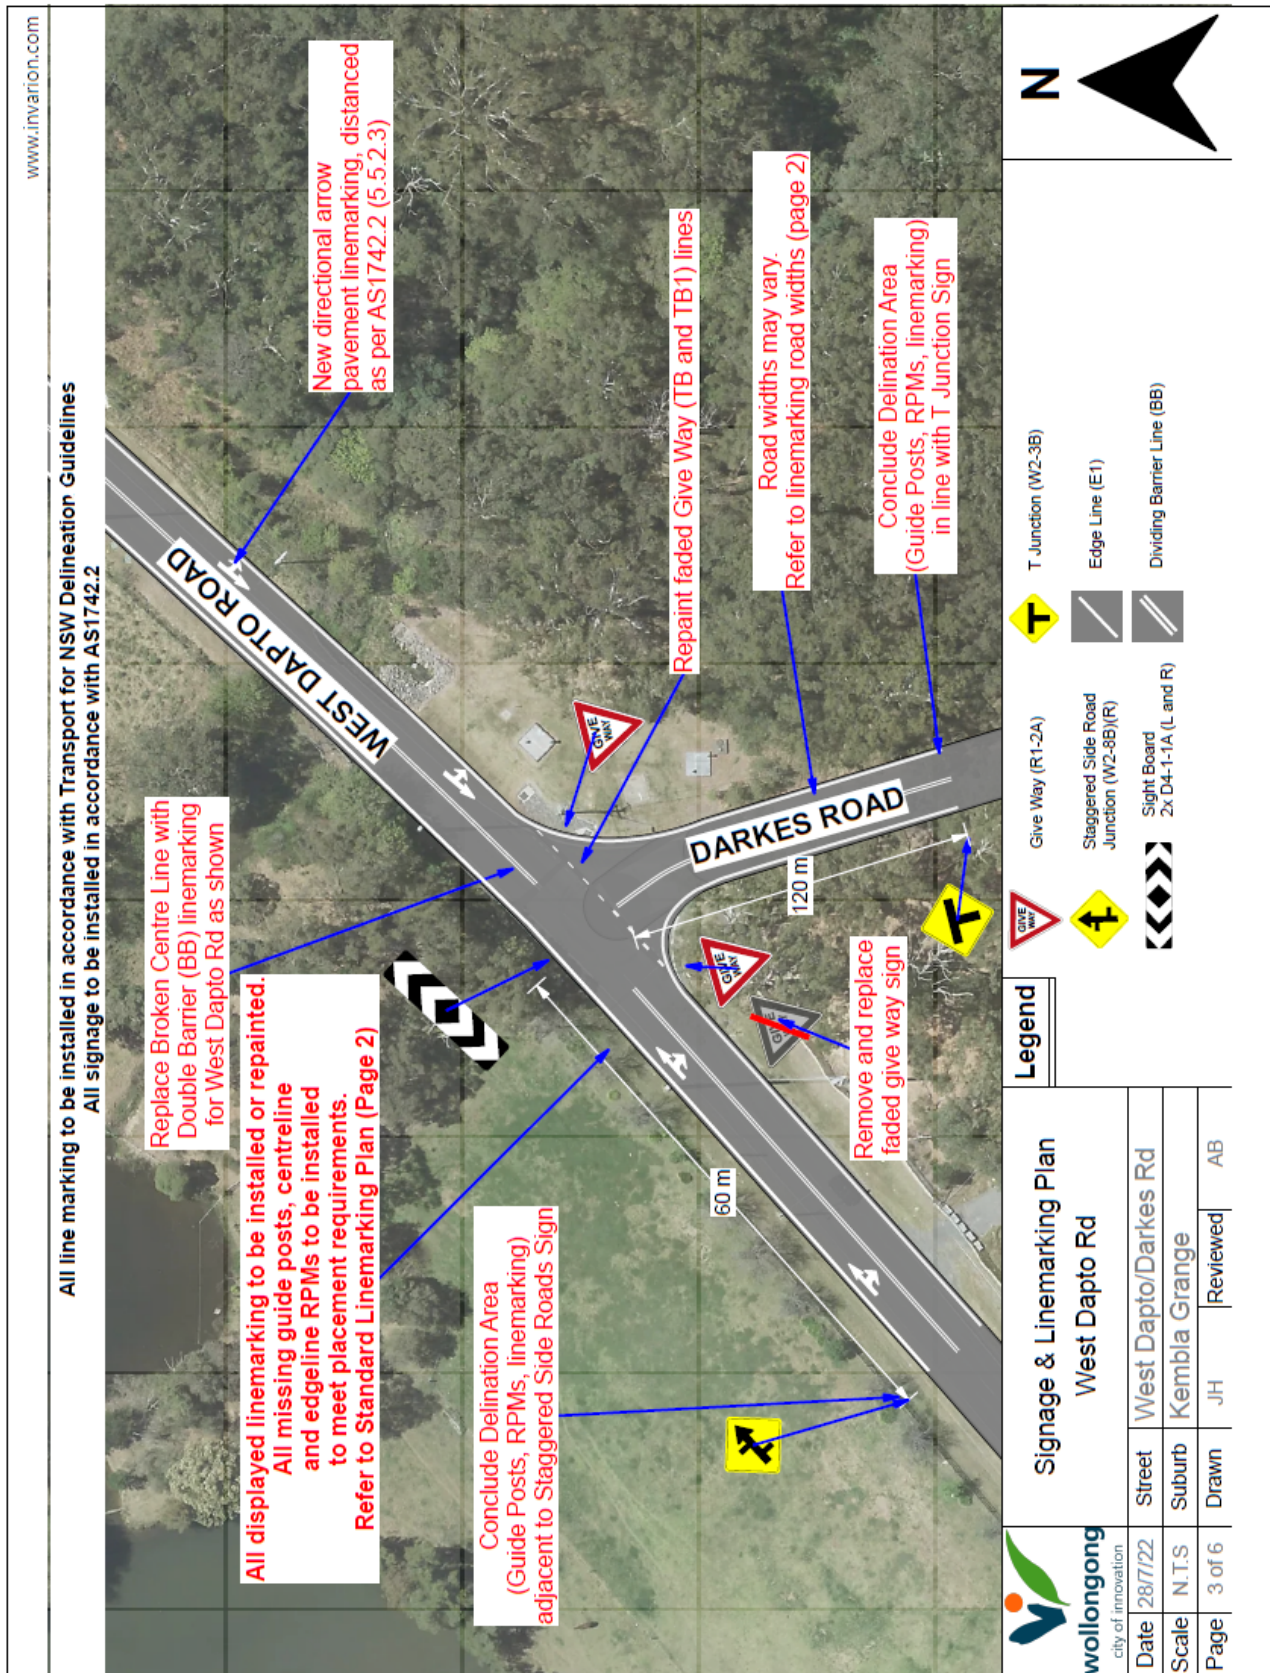 www.invarion.com
All line marking to be installed in accordance with Transport for NSW Delineation Guidelines
All signage to be installed in accordance with AS1742.2
Replace Broken Centre Line with
Double Barrier (BB) linemarking
for West Dapto Rd as shown
All displayed linemarking to be installed or repainted.
All missing guide posts, centreline
and edgeline RPMs to be installed
to meet placement requirements.
Refer to Standard Linemarking Plan (Page 2)
Conclude Delination Area
(Guide Posts, RPMs, linemarking)
adjacent to Staggered Side Roads Sign
New directional arrow
pavement linemarking, distanced
as per AS1742.2 (5.5.2.3)
WEST DAPTO ROAD
GIVE
WAY
Repaint faded Give Way (TB and TB1) lines
Road widths may vary.
Refer to linemarking road widths (page 2)
Conclude Delination Area
(Guide Posts, RPMs, linemarking)
in line with T Junction Sign
DARKES ROAD
120 m
60 m
GIVE
WAY
GIVE
Remove and replace
faded give way sign
wollongong
city of innovation
Signage & Linemarking Plan
West Dapto Rd
Date 28/7/22 Street West Dapto/Darkes Rd
Scale N.T.S Suburb Kembla Grange
Page 3 of 6 Drawn JH Reviewed AB
Legend
GIVE
WAY
Give Way (R1-2A)
T Junction (W2-3B)
Staggered Side Road
Junction (W2-8B)(R)
Edge Line (E1)
Sight Board
2x D4-1-1A (L and R)
Dividing Barrier Line (BB)
N